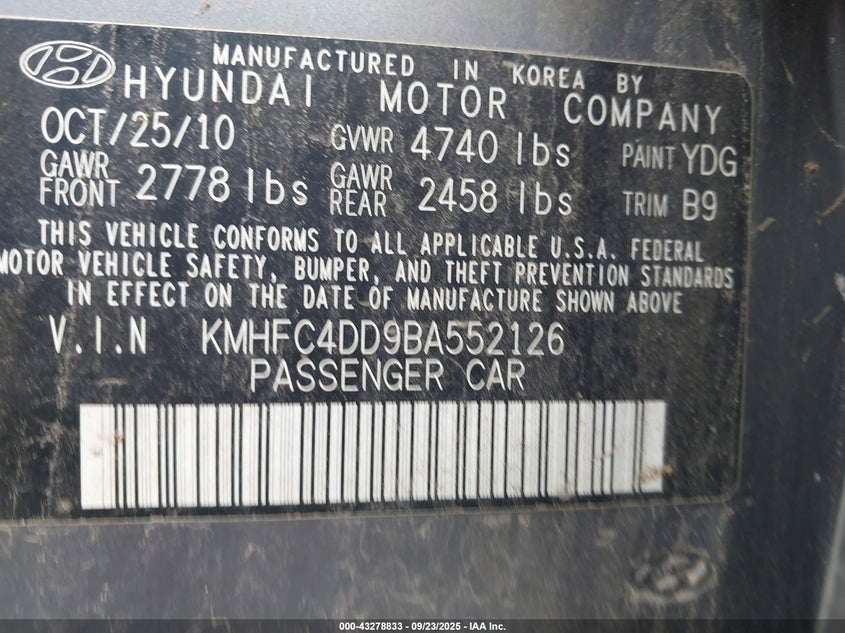 MANUFACTURED IN KOREA BY
HYUNDAI MOTOR COMPANY
OCT/25/10 GVWR 4740 lbs PAINT YDG
GAWR FRONT 2778 lbs GAWR REAR 2458 lbs TRIM B9
THIS VEHICLE CONFORMS TO ALL APPLICABLE U.S.A. FEDERAL
MOTOR VEHICLE SAFETY, BUMPER, AND THEFT PREVENTION STANDARDS
IN EFFECT ON THE DATE OF MANUFACTURE SHOWN ABOVE
V.I.N KMHFC4DD9BA552126
PASSENGER CAR
000-43278833 - 09/23/2025 - IAA Inc.